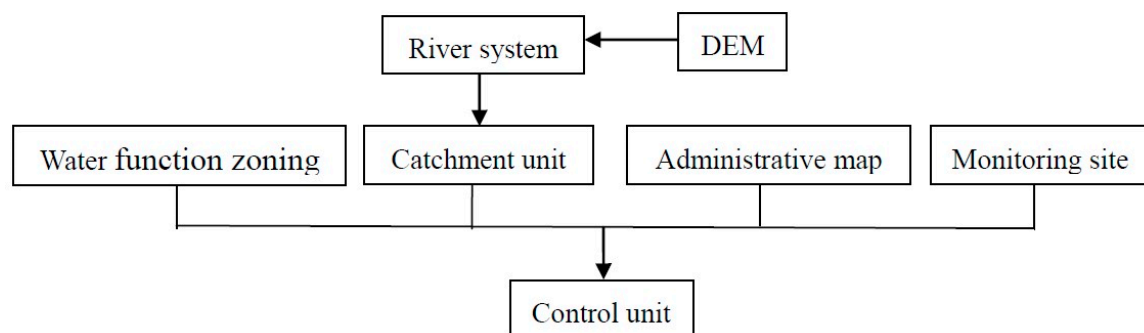 River system
DEM
Water function zoning
Catchment unit
Administrative map
Monitoring site
Control unit